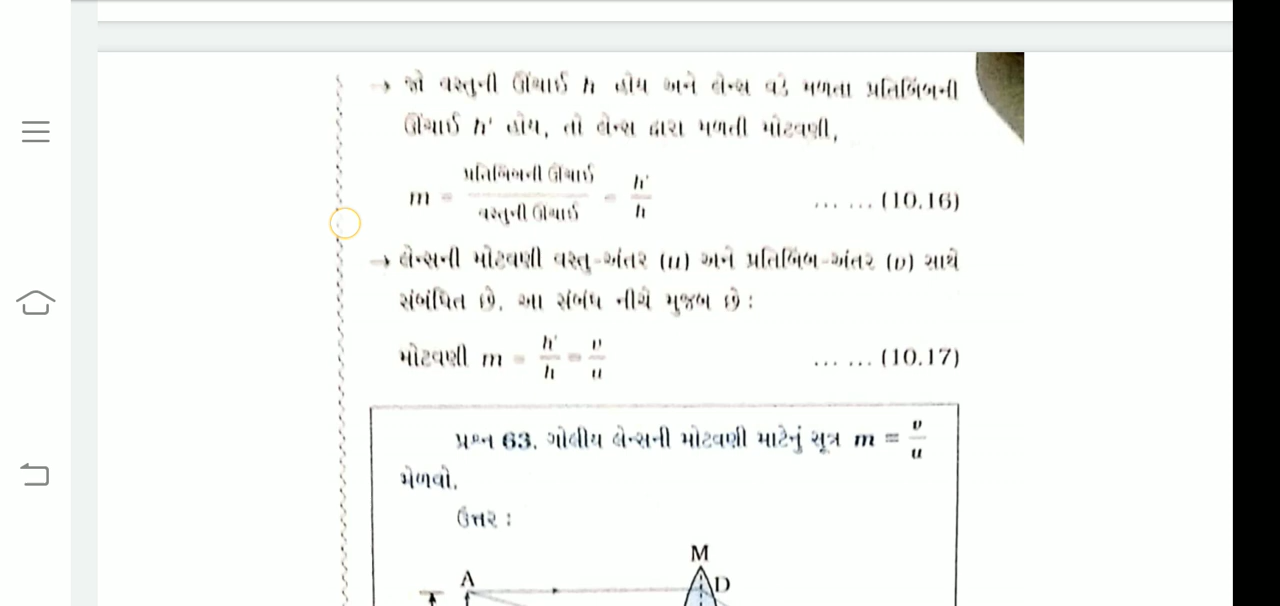 → જો વસ્તુની ઊંચાઈ h હોય અને લેન્સ વડે મળતા પ્રતિબિંબની
ઊંચાઈ h' હોય, તો લેન્સ દ્વારા મળતી મોટવણી,
m = પ્રતિબિંબની ઊંચાઈ / વસ્તુની ઊંચાઈ = h' / h ... ... (10.16)
→ લેન્સની મોટવણી વસ્તુ-અંતર (u) અને પ્રતિબિંબ-અંતર (v) સાથે
સંબંધિત છે. આ સંબંધ નીચે મુજબ છે :
મોટવણી m = h' / h = v / u ... ... (10.17)
પ્રશ્ન 63. ગોલીય લેન્સની મોટવણી માટેનું સૂત્ર m = v / u
મેળવો.
ઉત્તર :
M
A
D